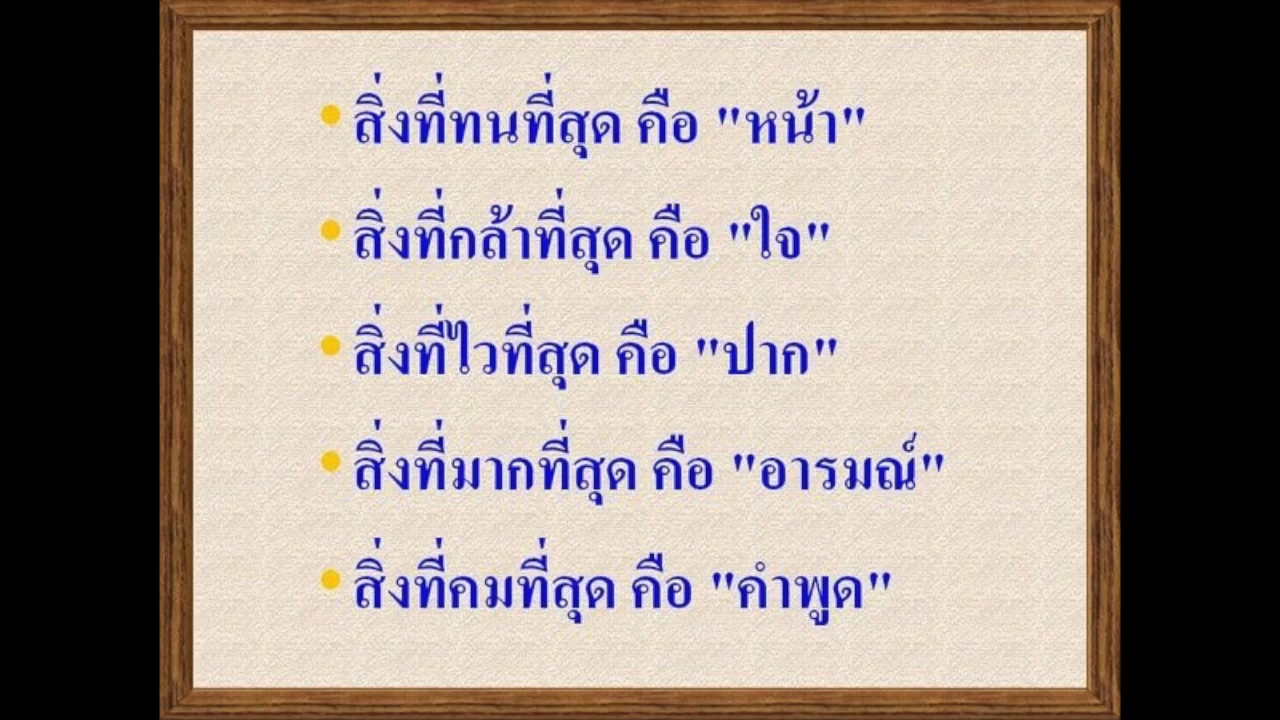 • สิ่งที่ทนที่สุด คือ "หน้า"
• สิ่งที่กล้าที่สุด คือ "ใจ"
• สิ่งที่ไวที่สุด คือ "ปาก"
• สิ่งที่มากที่สุด คือ "อารมณ์"
• สิ่งที่คมที่สุด คือ "คำพูด"